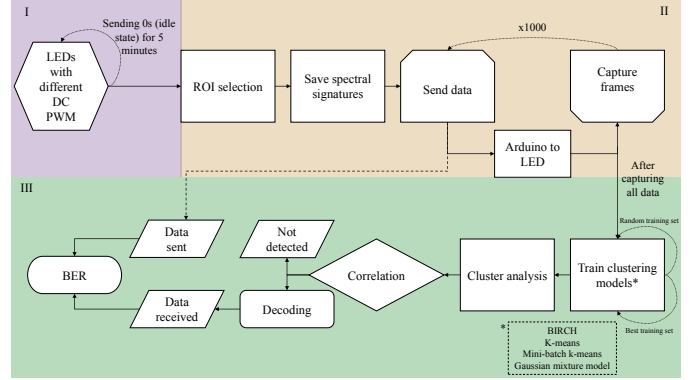 I
Sending 0s (idle
state) for 5
minutes
LEDs
with
different
DC
PWM
II
x1000
ROI selection
Save spectral
signatures
Send data
Capture
frames
Arduino to
LED
After
capturing
all data
III
Data
sent
Not
detected
Random training set
BER
Correlation
Cluster analysis
Train clustering
models*
Data
received
Decoding
Best training set
*
BIRCH
K-means
Mini-batch k-means
Gaussian mixture model